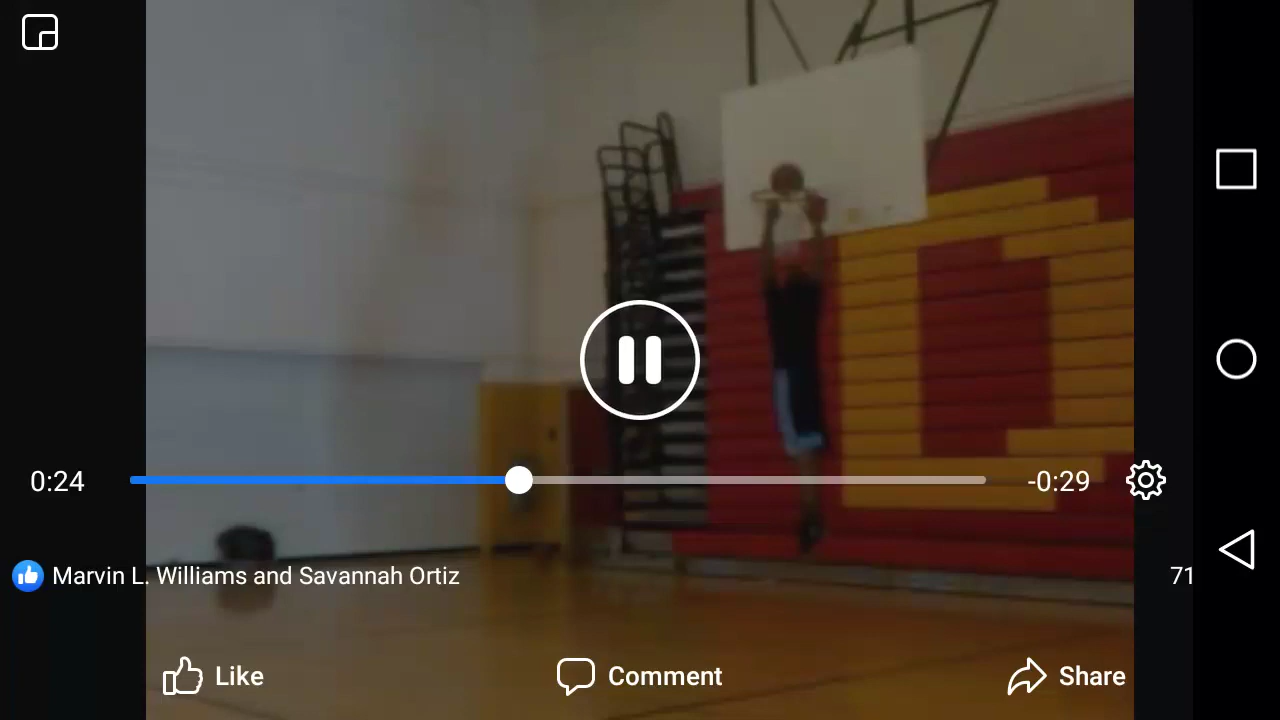 0:24
-0:29
Marvin L. Williams and Savannah Ortiz
71
Like
Comment
Share